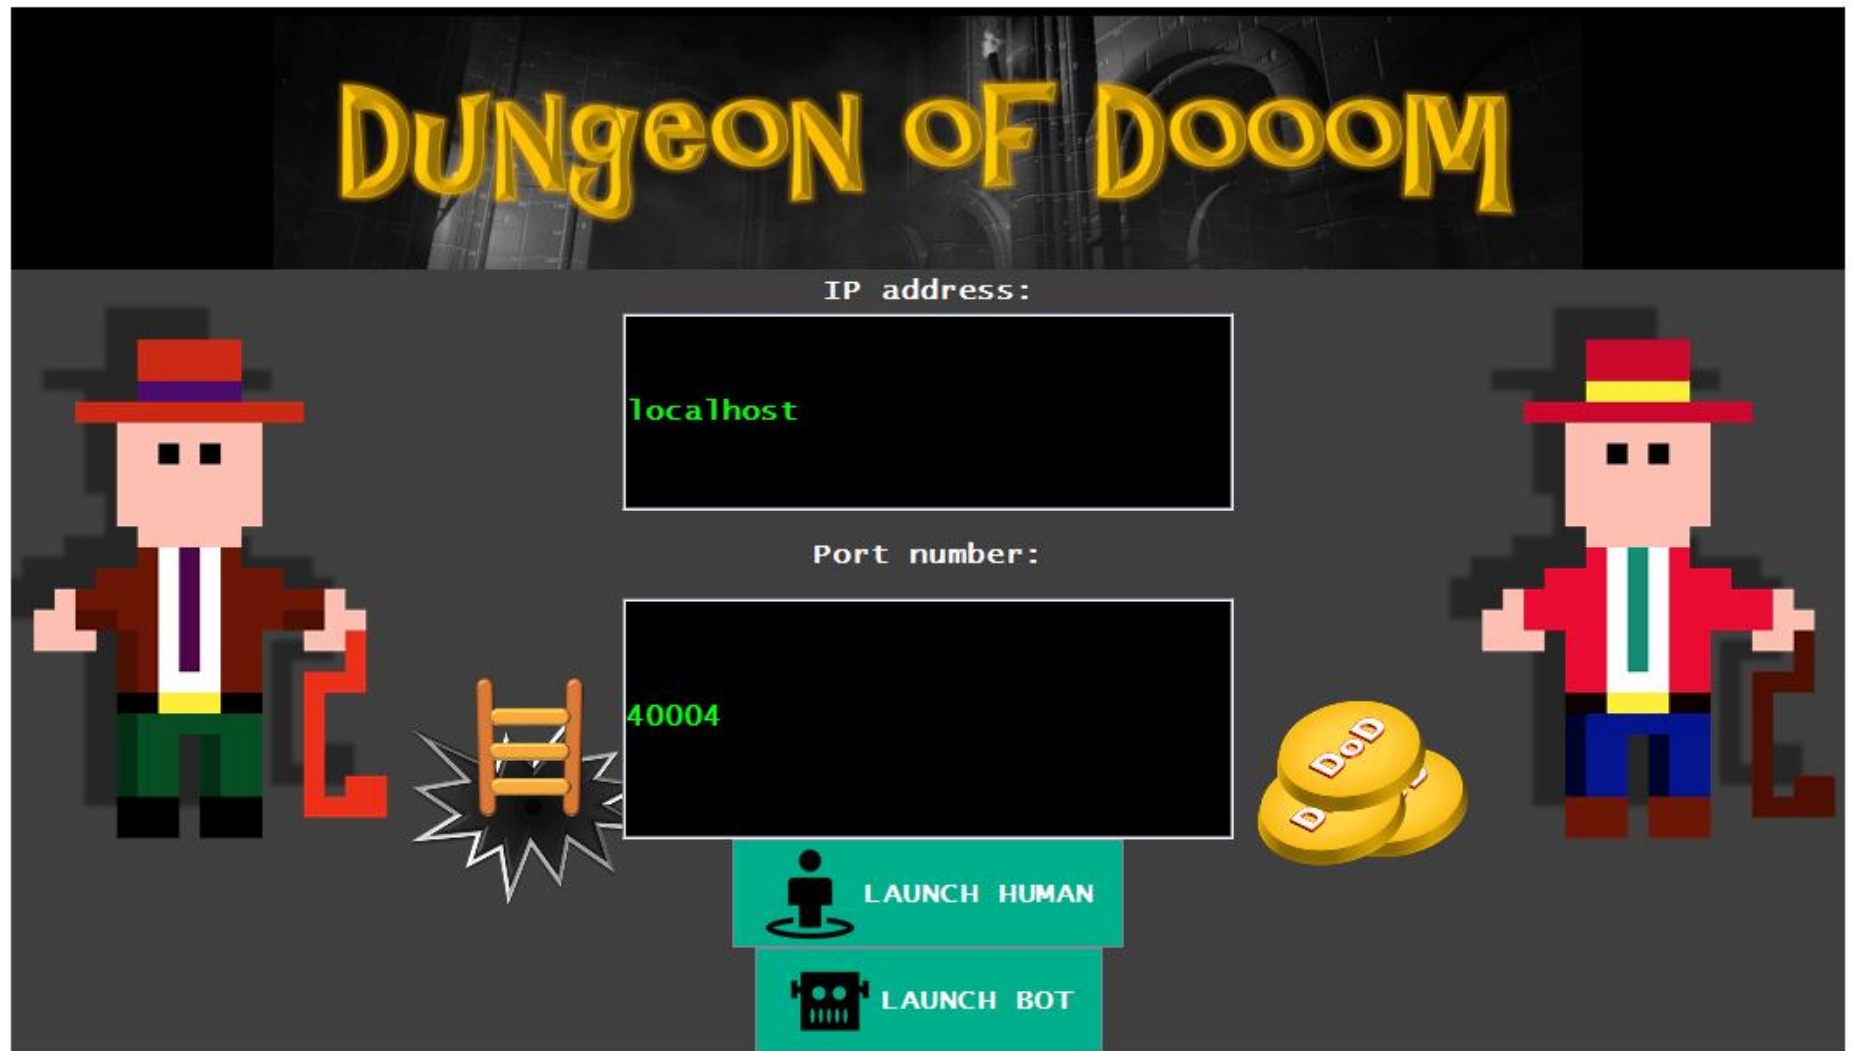 DUNgeoN oF DoooM
IP address:
localhost
Port number:
40004
DoD
D
LAUNCH HUMAN
LAUNCH BOT